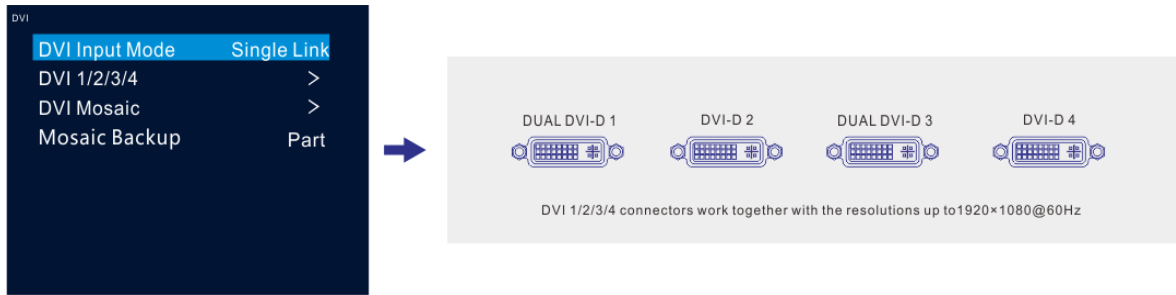 DVI
DVI Input Mode Single Link
DVI 1/2/3/4 >
DVI Mosaic >
Mosaic Backup Part
DUAL DVI-D 1 DVI-D 2 DUAL DVI-D 3 DVI-D 4
DVI 1/2/3/4 connectors work together with the resolutions up to1920×1080@60Hz